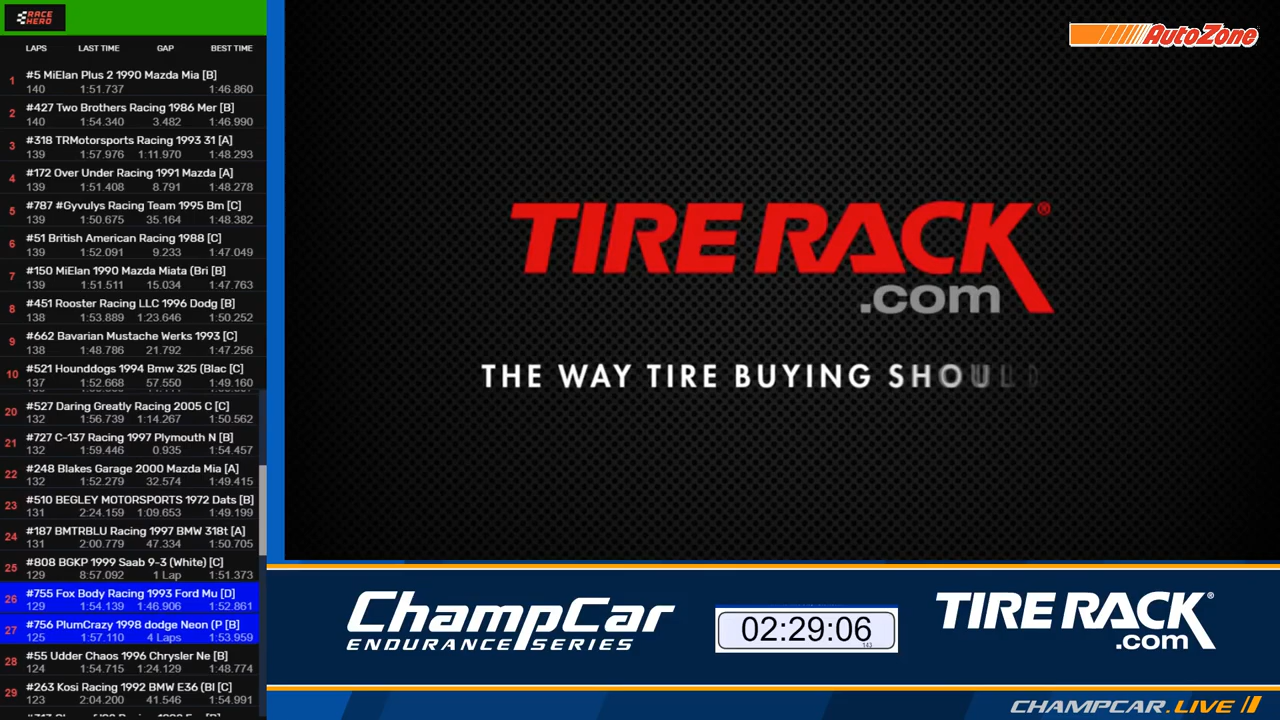 RACE HERO
LAPS LAST TIME GAP BEST TIME
1 #5 MiElan Plus 2 1990 Mazda Mia [B]
140 1:51.737 1:46.860
2 #427 Two Brothers Racing 1986 Mer [B]
140 1:54.340 3.482 1:46.990
3 #318 TRMotorsports Racing 1993 31 [A]
139 1:57.976 1:11.970 1:48.293
4 #172 Over Under Racing 1991 Mazda [A]
139 1:51.408 8.791 1:48.278
5 #787 #Gyvulys Racing Team 1995 Bm [C]
139 1:50.675 35.164 1:48.382
6 #51 British American Racing 1988 [C]
139 1:52.091 9.233 1:47.049
7 #150 MiElan 1990 Mazda Miata (Bri [B]
139 1:51.511 15.034 1:47.763
8 #451 Rooster Racing LLC 1996 Dodg [B]
138 1:53.889 1:23.646 1:50.252
9 #662 Bavarian Mustache Werks 1993 [C]
138 1:48.786 21.792 1:47.256
10 #521 Hounddogs 1994 Bmw 325 (Blac [C]
137 1:52.668 57.550 1:49.160
20 #527 Daring Greatly Racing 2005 C [C]
132 1:56.739 1:14.267 1:50.562
21 #727 C-137 Racing 1997 Plymouth N [B]
132 1:59.446 0.935 1:54.457
22 #248 Blakes Garage 2000 Mazda Mia [A]
131 1:52.279 32.574 1:49.415
23 #510 BEGLEY MOTORSPORTS 1972 Dats [B]
131 2:24.159 1:09.653 1:49.199
24 #187 BMTRBLU Racing 1997 BMW 318t [A]
131 2:00.779 47.334 1:50.705
25 #808 BGKP 1999 Saab 9-3 (White) [C]
129 8:57.092 1 Lap 1:51.373
26 #755 Fox Body Racing 1993 Ford Mu [D]
129 1:54.139 1:46.906 1:52.861
27 #756 PlumCrazy 1998 dodge Neon (P [B]
125 1:57.110 4 Laps 1:53.959
28 #55 Udder Chaos 1996 Chrysler Ne [B]
124 1:54.715 1:24.129 1:48.774
29 #263 Kosi Racing 1992 BMW E36 (Bl [C]
123 2:04.200 41.546 1:54.991
AutoZone
TIRE RACK®
.com
THE WAY TIRE BUYING SHOUL
ChampCar
ENDURANCE SERIES
02:29:06
143
TIRE RACK®
.com
CHAMPCAR.LIVE